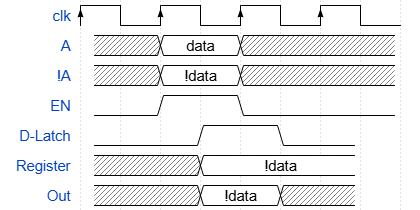 clk
A data
!A !data
EN
D-Latch
Register !data
Out !data